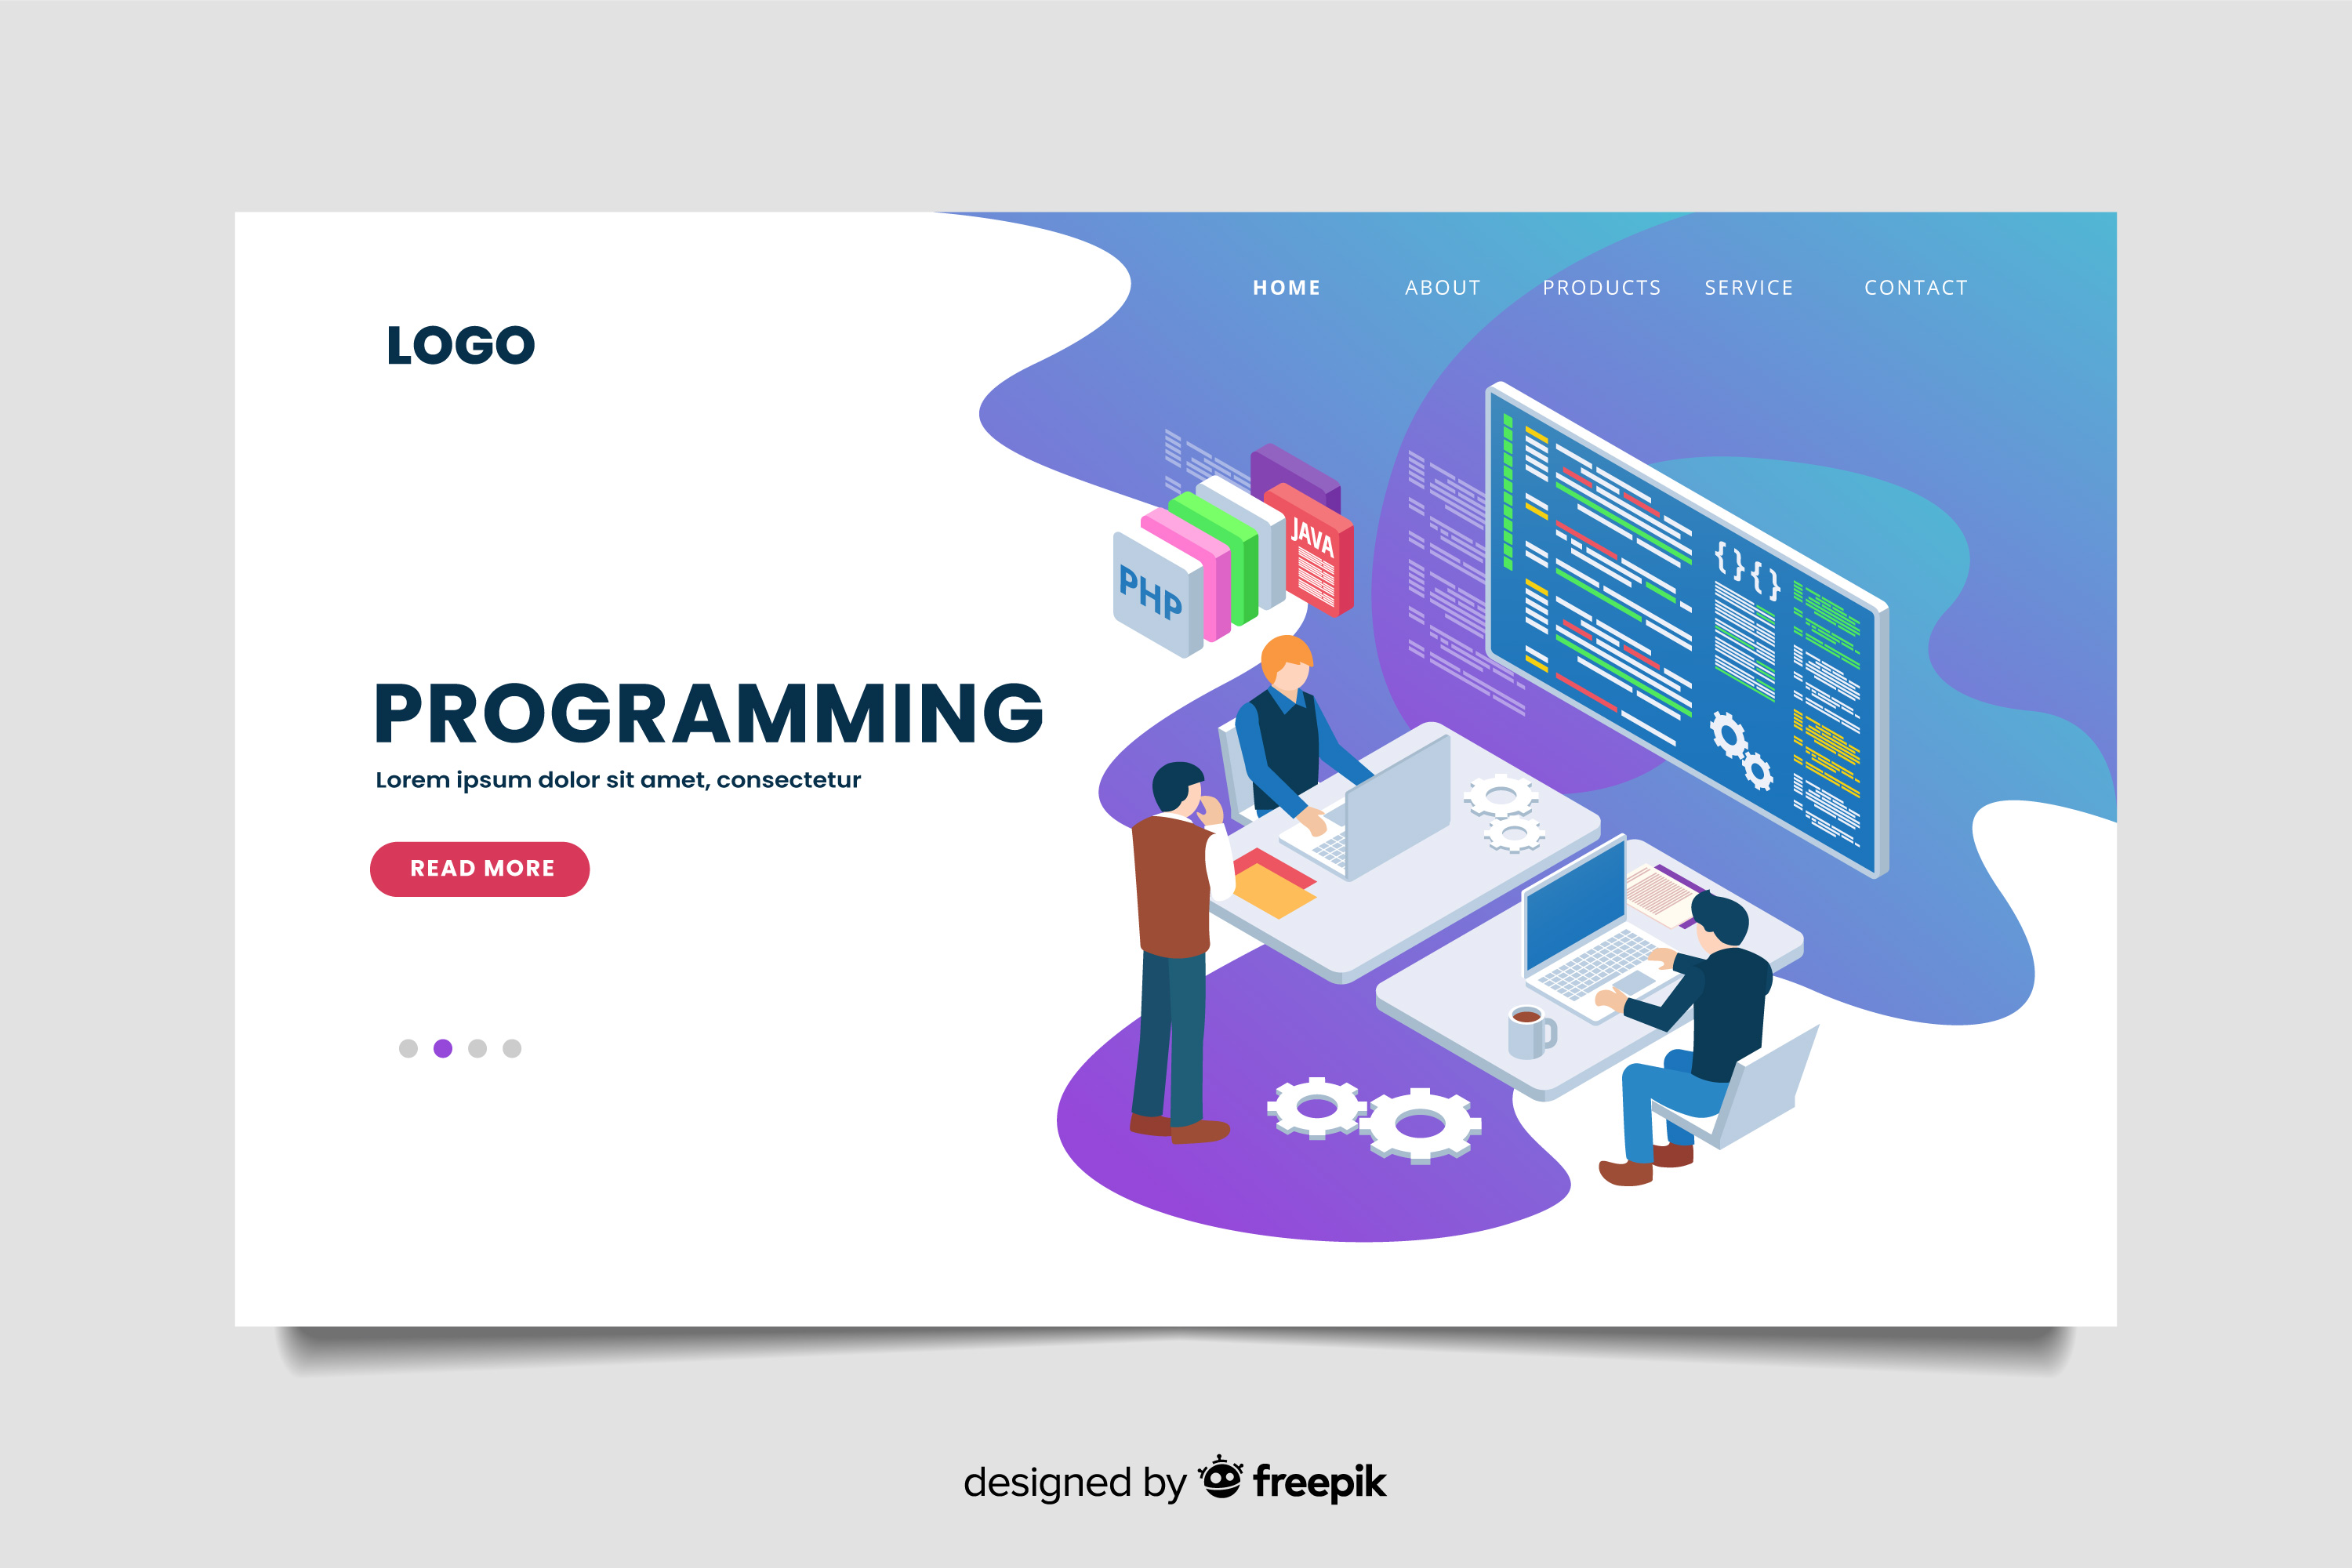 HOME ABOUT PRODUCTS SERVICE CONTACT
LOGO
JAVA
{}{}
PHP
PROGRAMMING
Lorem ipsum dolor sit amet, consectetur
READ MORE
designed by freepik